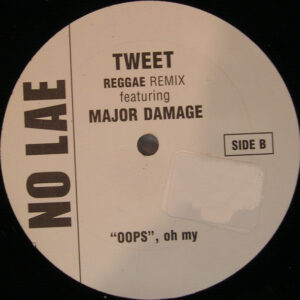 NO LAE
TWEET
REGGAE REMIX
featuring
MAJOR DAMAGE
SIDE B
"OOPS", oh my